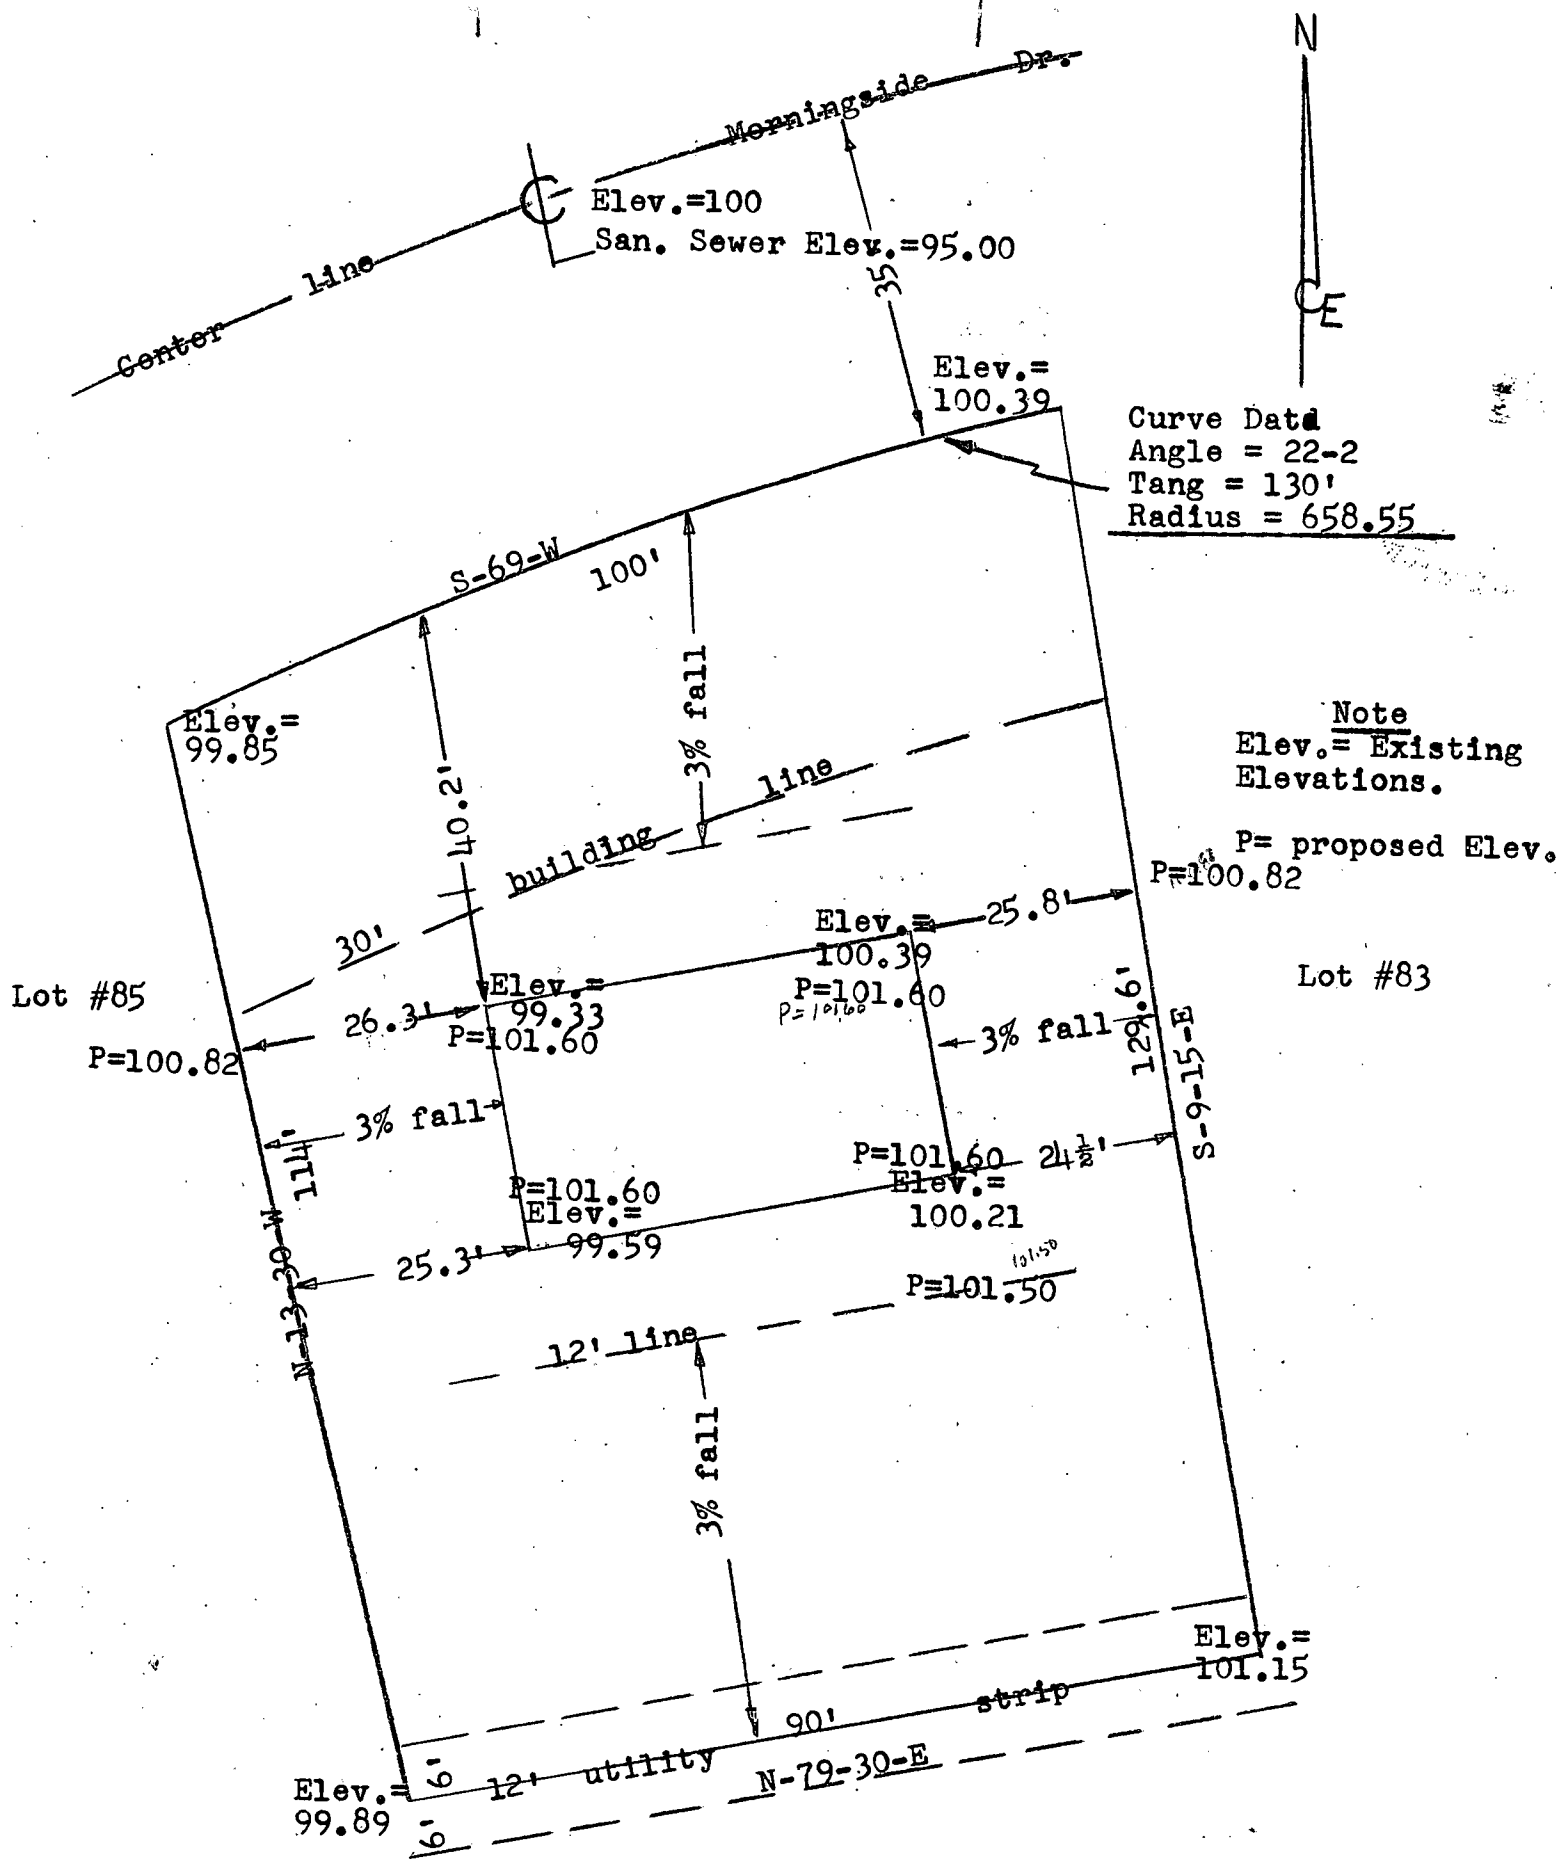 N
Morningside Dr.
Elev.=100
San. Sewer Elev.=95.00
Center line
35
E
Elev.=
100.39
Curve Data
Angle = 22-2
Tang = 130'
Radius = 658.55
S-69-W
100'
3% fall
Elev.=
99.85
40.2'
building line
30'
Note
Elev.= Existing
Elevations.
P= proposed Elev.
P=100.82
25.8'
Elev.=
100.39
P=101.60
P=101.60
Lot #85
Lot #83
Elev.=
99.33
P=101.60
26.3'
P=100.82
3% fall
129.6'
S-9-15-E
3% fall
114'
N-13-30-W
P=101.60
Elev.=
100.21
24½'
P=101.60
Elev.=
99.59
25.3'
101.50
P=101.50
12' line
3% fall
Elev.=
101.15
90'
12' utility strip
N-79-30-E
6'
6'
Elev.=
99.89